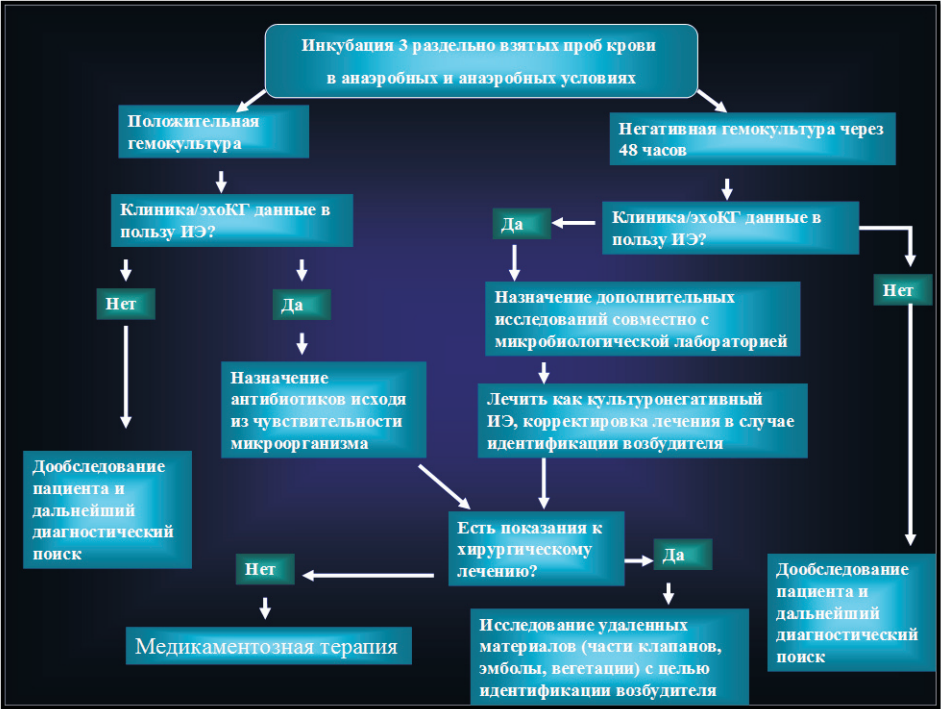 Инкубация 3 раздельно взятых проб крови
в анаэробных и анаэробных условиях
Положительная
гемокультура
Негативная гемокультура через
48 часов
Клиника/эхоКГ данные в
пользу ИЭ?
Да
Клиника/эхоКГ данные в
пользу ИЭ?
Нет
Да
Нет
Назначение дополнительных
исследований совместно с
микробиологической лабораторией
Назначение
антибиотиков исходя
из чувствительности
микроорганизма
Лечить как культуронегативный
ИЭ, корректировка лечения в случае
идентификации возбудителя
Дообследование
пациента и
дальнейший
диагностический
поиск
Есть показания к
хирургическому
лечению?
Нет
Да
Дообследование
пациента и
дальнейший
диагностический
поиск
Медикаментозная терапия
Исследование удаленных
материалов (части клапанов,
эмболы, вегетации) с целью
идентификации возбудителя